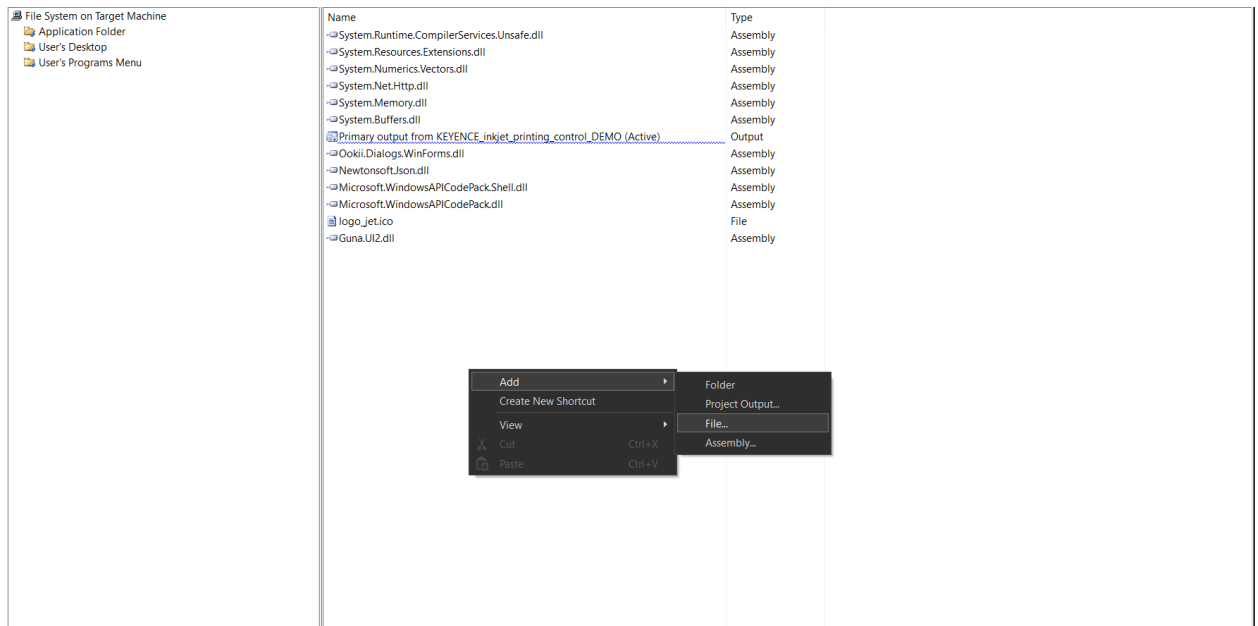 File System on Target Machine
Application Folder
User's Desktop
User's Programs Menu
Name Type
System.Runtime.CompilerServices.Unsafe.dll Assembly
System.Resources.Extensions.dll Assembly
System.Numerics.Vectors.dll Assembly
System.Net.Http.dll Assembly
System.Memory.dll Assembly
System.Buffers.dll Assembly
Primary output from KEYENCE_inkjet_printing_control_DEMO (Active) Output
Ookii.Dialogs.WinForms.dll Assembly
Newtonsoft.Json.dll Assembly
Microsoft.WindowsAPICodePack.Shell.dll Assembly
Microsoft.WindowsAPICodePack.dll Assembly
logo_jet.ico File
Guna.UI2.dll Assembly
Add
Create New Shortcut
View
Cut Ctrl+X
Paste Ctrl+V
Folder
Project Output...
File...
Assembly...